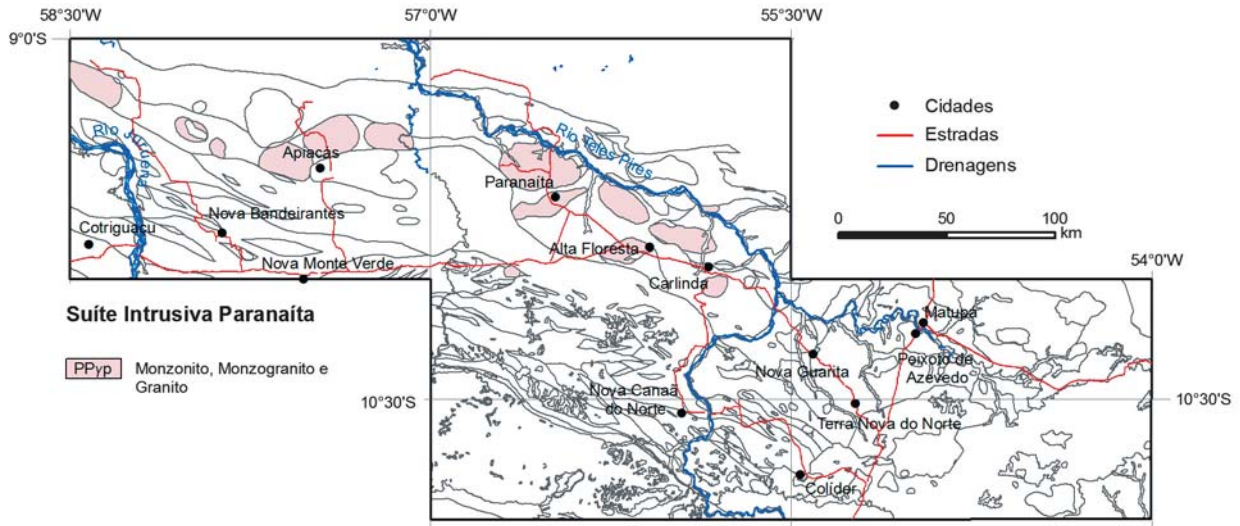 58°30'W
57°0'W
55°30'W
9°0'S
Cidades
Estradas
Drenagens
Rio Juruena
Rio Teles Pires
Apiacás
Paranaíta
Nova Bandeirantes
Cotriguaçu
Alta Floresta
Nova Monte Verde
Carlinda
0 50 100
km
54°0'W
Suíte Intrusiva Paranaíta
PPγp Monzonito, Monzogranito e
Granito
Matupá
Peixoto de
Azevedo
Nova Guarita
Nova Canaã
do Norte
10°30'S
10°30'S
Terra Nova do Norte
Colíder